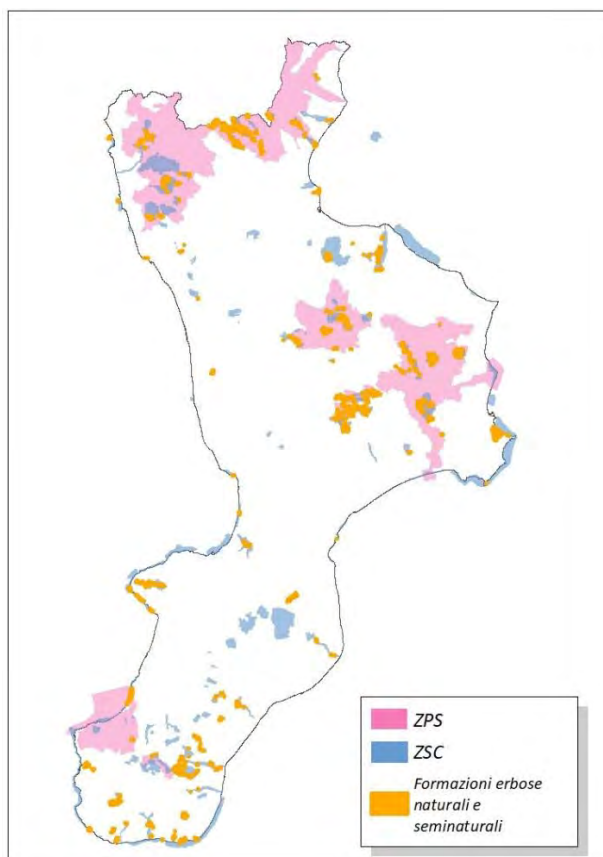 ZPS
ZSC
Formazioni erbose
naturali e
seminaturali